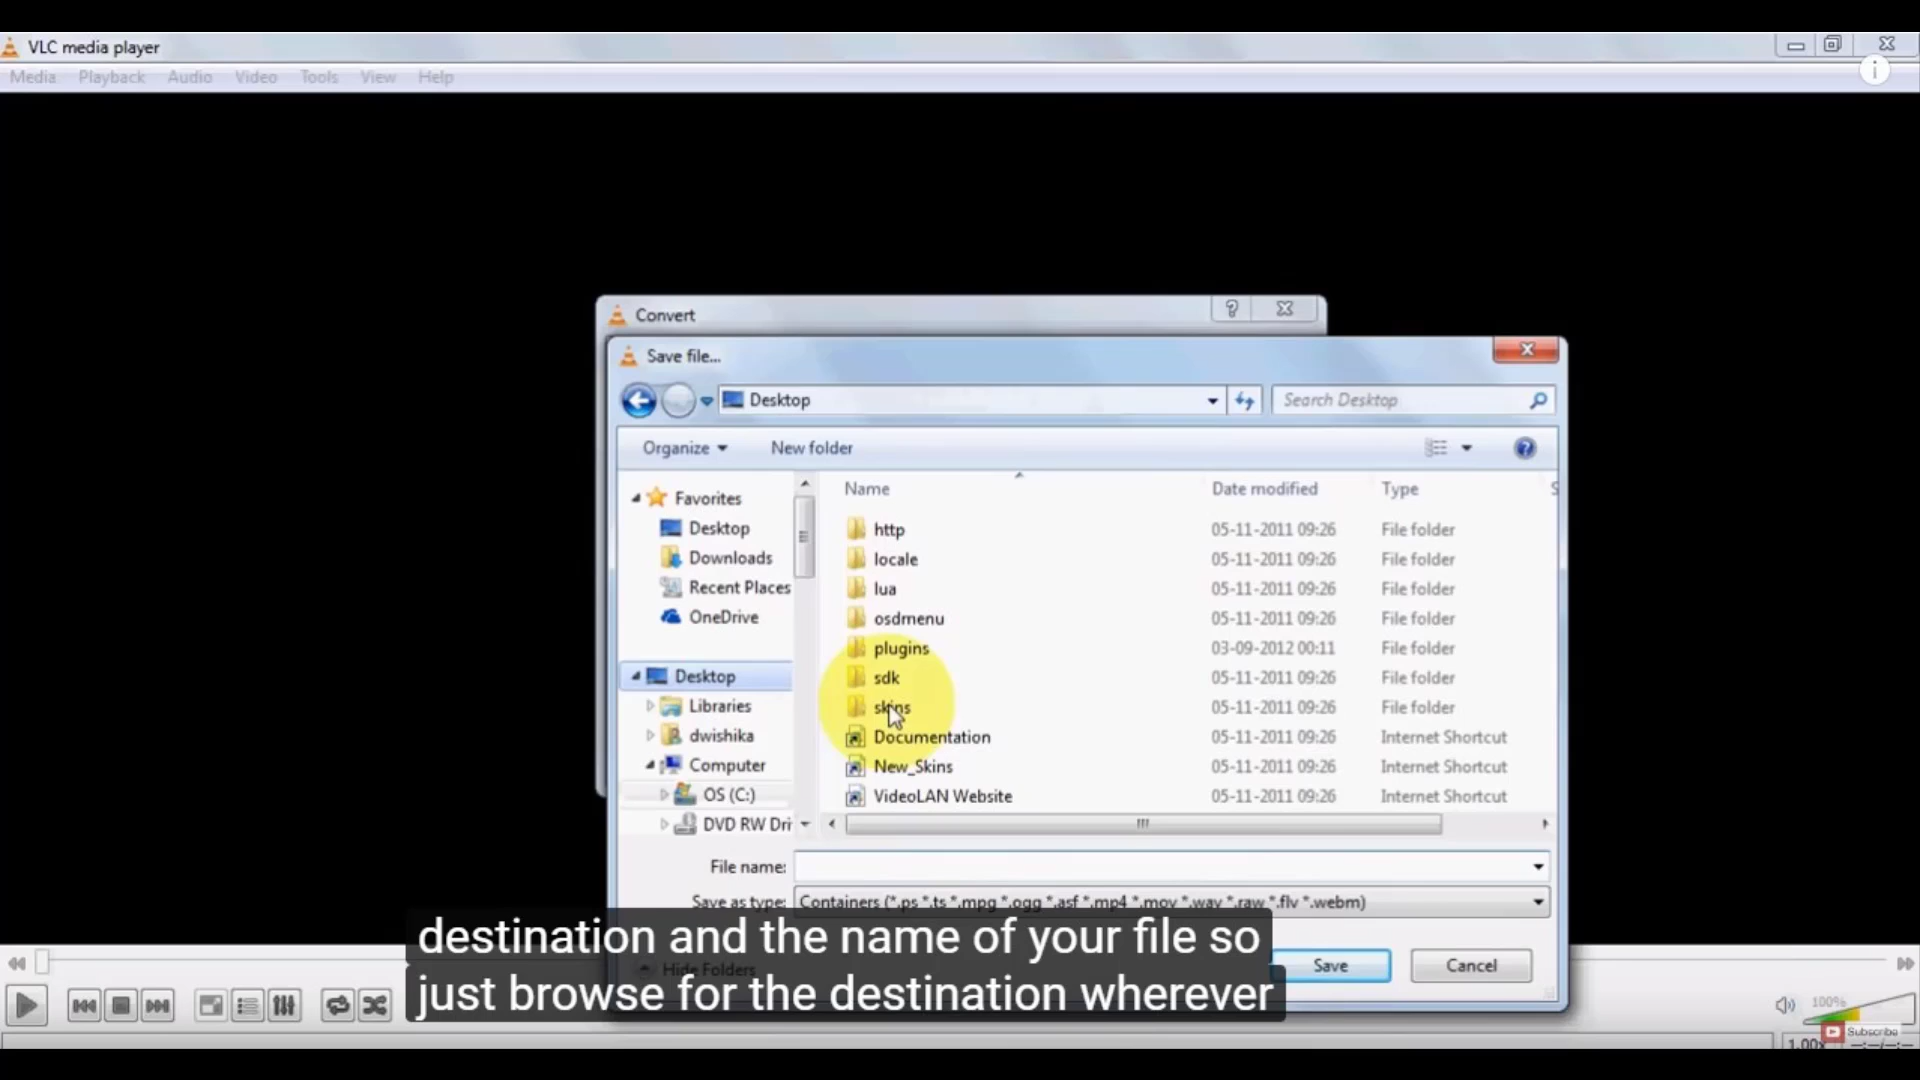 VLC media player
Media Playback Audio Video Tools View Help
Convert
Save file...
Desktop
Search Desktop
Organize New folder
Name Date modified Type S
Favorites
Desktop
Downloads
Recent Places
OneDrive
Desktop
Libraries
dwishika
Computer
OS (C:)
DVD RW Dri
http 05-11-2011 09:26 File folder
locale 05-11-2011 09:26 File folder
lua 05-11-2011 09:26 File folder
osdmenu 05-11-2011 09:26 File folder
plugins 03-09-2012 00:11 File folder
sdk 05-11-2011 09:26 File folder
skins 05-11-2011 09:26 File folder
Documentation 05-11-2011 09:26 Internet Shortcut
New_Skins 05-11-2011 09:26 Internet Shortcut
VideoLAN Website 05-11-2011 09:26 Internet Shortcut
File name:
Save as type: Containers (*.ps *.ts *.mpg *.ogg *.asf *.mp4 *.mov *.wav *.raw *.flv *.webm)
Hide Folders
Save Cancel
destination and the name of your file so
just browse for the destination wherever
100%
Subscribe
1.00x --:--/--:--